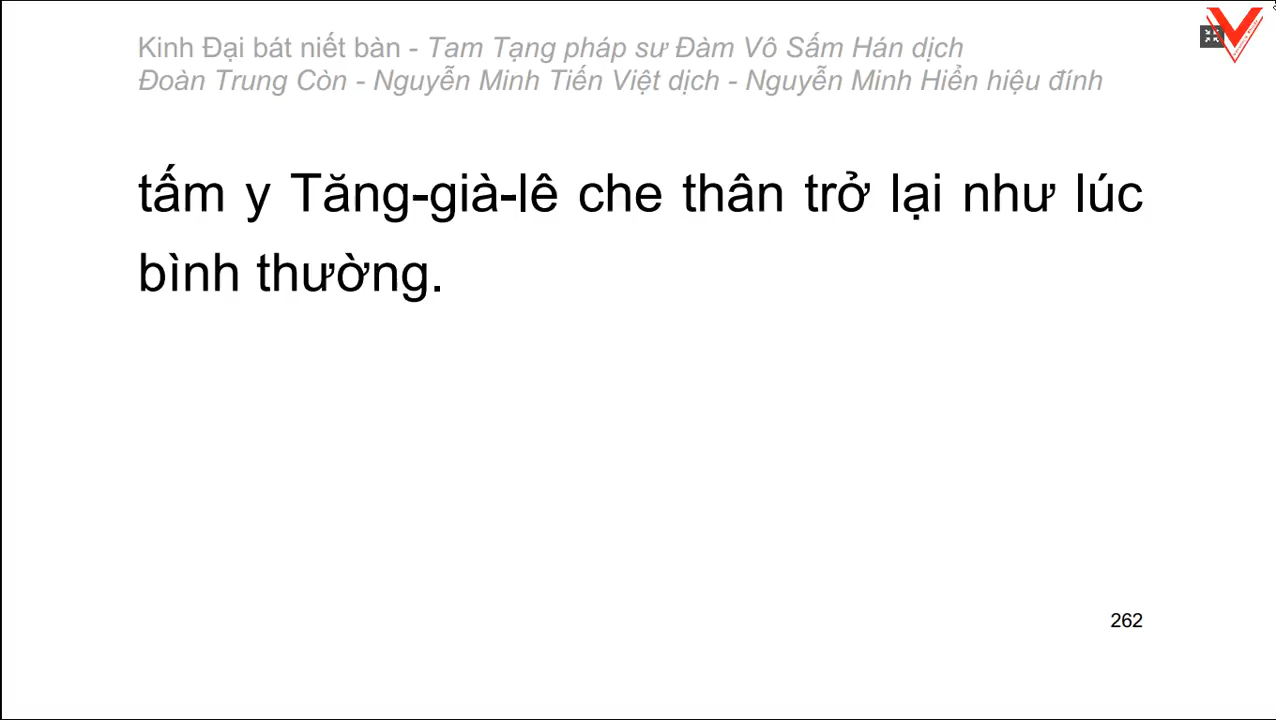 Kinh Đại bát niết bàn - Tam Tạng pháp sư Đàm Vô Sấm Hán dịch
Đoàn Trung Còn - Nguyễn Minh Tiến Việt dịch - Nguyễn Minh Hiển hiệu đính
tấm y Tăng-già-lê che thân trở lại như lúc
bình thường.
262